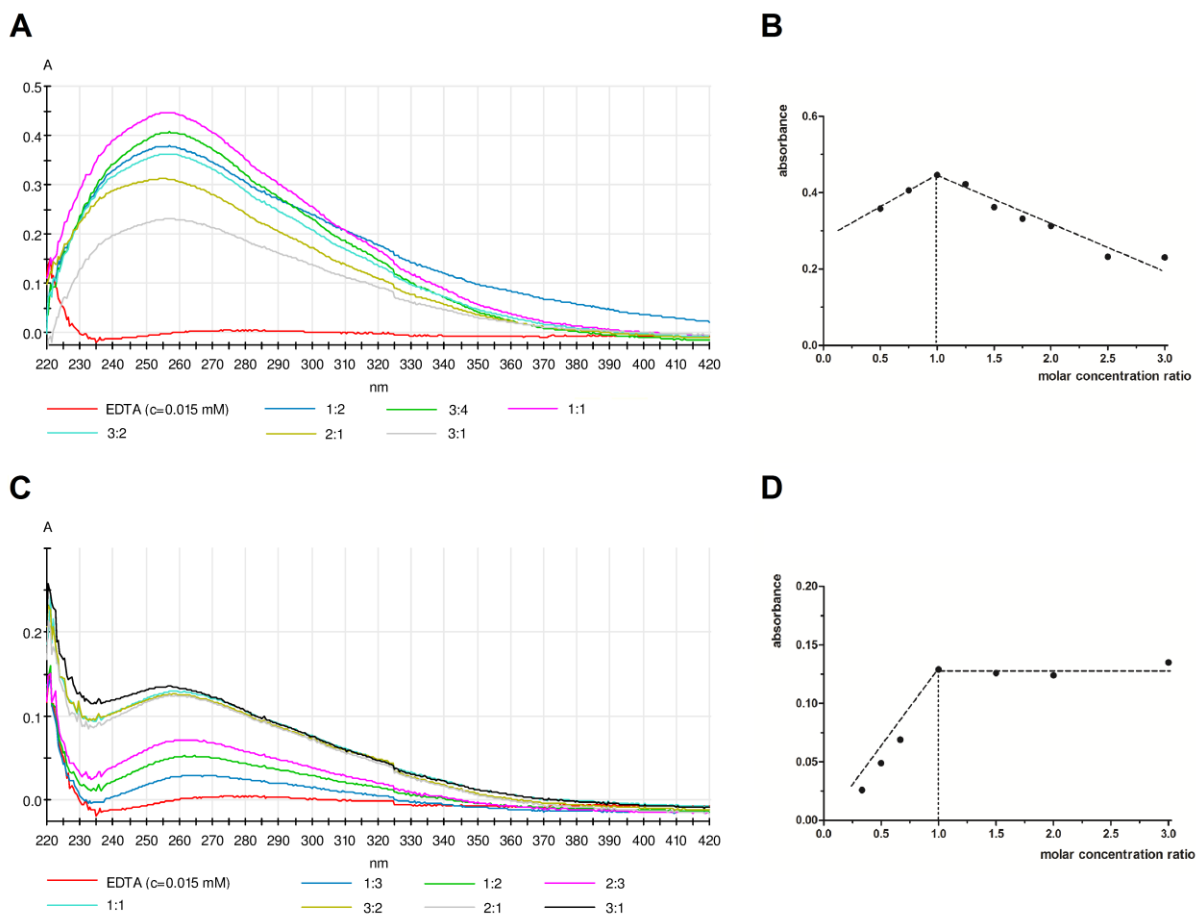 A
A
0.5
0.4
0.3
0.2
0.1
0.0
220 230 240 250 260 270 280 290 300 310 320 330 340 350 360 370 380 390 400 410 420
nm
EDTA (c=0.015 mM) 1:2 3:4 1:1
3:2 2:1 3:1
B
absorbance
0.6
0.4
0.2
0.0
0.0 0.5 1.0 1.5 2.0 2.5 3.0
molar concentration ratio
C
A
0.2
0.1
0.0
220 230 240 250 260 270 280 290 300 310 320 330 340 350 360 370 380 390 400 410 420
nm
EDTA (c=0.015 mM) 1:3 1:2 2:3
1:1 3:2 2:1 3:1
D
absorbance
0.20
0.15
0.10
0.05
0.00
0.0 0.5 1.0 1.5 2.0 2.5 3.0
molar concentration ratio